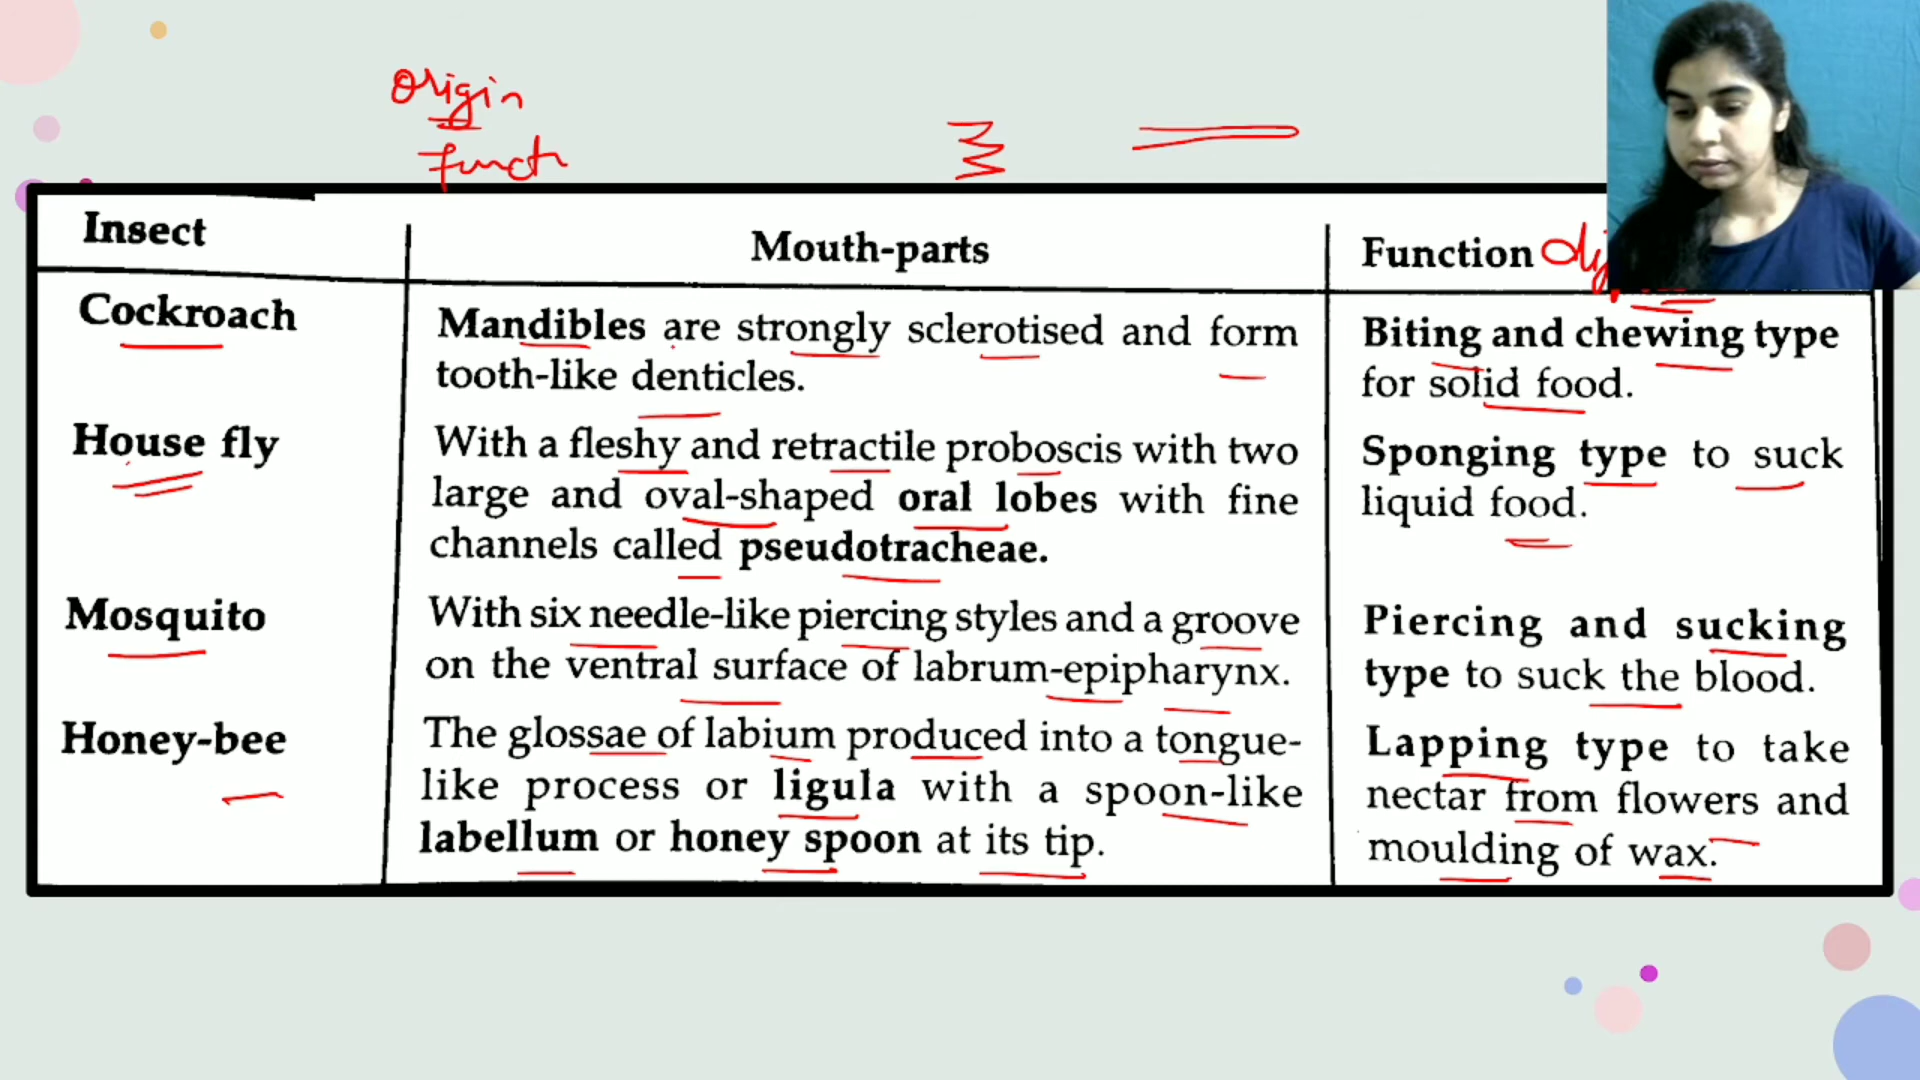 Origin
Funct
Insect
Mouth-parts
Function
Cockroach
Mandibles are strongly sclerotised and form
tooth-like denticles.
Biting and chewing type
for solid food.
House fly
With a fleshy and retractile proboscis with two
large and oval-shaped oral lobes with fine
channels called pseudotracheae.
Sponging type to suck
liquid food.
Mosquito
With six needle-like piercing styles and a groove
on the ventral surface of labrum-epipharynx.
Piercing and sucking
type to suck the blood.
Honey-bee
The glossae of labium produced into a tongue-
like process or ligula with a spoon-like
labellum or honey spoon at its tip.
Lapping type to take
nectar from flowers and
moulding of wax.